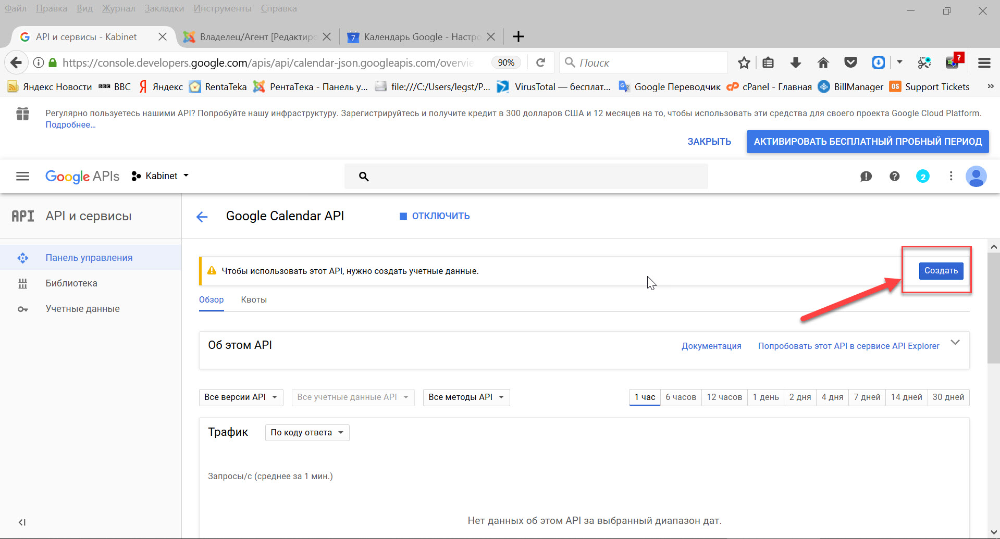 Файл Правка Вид Журнал Закладки Инструменты Справка
API и сервисы - Kabinet Владелец/Агент [Редактиро 7 Календарь Google - Настро
https://console.developers.google.com/apis/api/calendar-json.googleapis.com/overvie 90% Поиск ?
Яндекс Новости BBC BBC Я Яндекс RentaTeka РентаТека - Панель у... file:///C:/Users/legst/P... VirusTotal — бесплат... Google Переводчик cP cPanel - Главная BillManager OS Support Tickets »
Регулярно пользуетесь нашими API? Попробуйте нашу инфраструктуру. Зарегистрируйтесь и получите кредит в 300 долларов США и 12 месяцев на то, чтобы использовать эти средства для своего проекта Google Cloud Platform.
Подробнее...
ЗАКРЫТЬ АКТИВИРОВАТЬ БЕСПЛАТНЫЙ ПРОБНЫЙ ПЕРИОД
Google APIs Kabinet 2
API API и сервисы Google Calendar API ОТКЛЮЧИТЬ
Панель управления
Библиотека
Учетные данные
Чтобы использовать этот API, нужно создать учетные данные. Создать
Обзор Квоты
Об этом API Документация Попробовать этот API в сервисе API Explorer
Все версии API Все учетные данные API Все методы API 1 час 6 часов 12 часов 1 день 2 дня 4 дня 7 дней 14 дней 30 дней
Трафик По коду ответа
Запросы/с (среднее за 1 мин.)
Нет данных об этом API за выбранный диапазон дат.